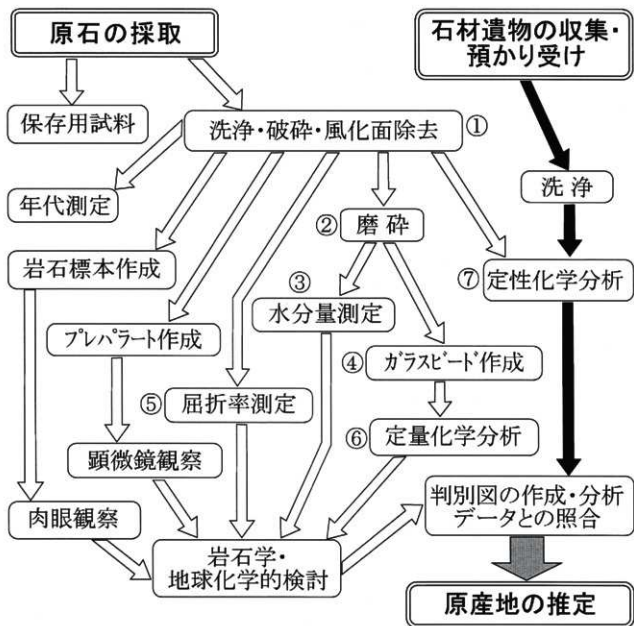 原石の採取
石材遺物の収集・
預かり受け
保存用試料
洗浄・破砕・風化面除去 ①
年代測定
洗 浄
② 磨 砕
岩石標本作成
③
水分量測定
⑦ 定性化学分析
プレパラート作成
④ ガラスビード作成
⑤ 屈折率測定
⑥ 定量化学分析
顕微鏡観察
肉眼観察
判別図の作成・分析
データとの照合
岩石学・
地球化学的検討
原産地の推定